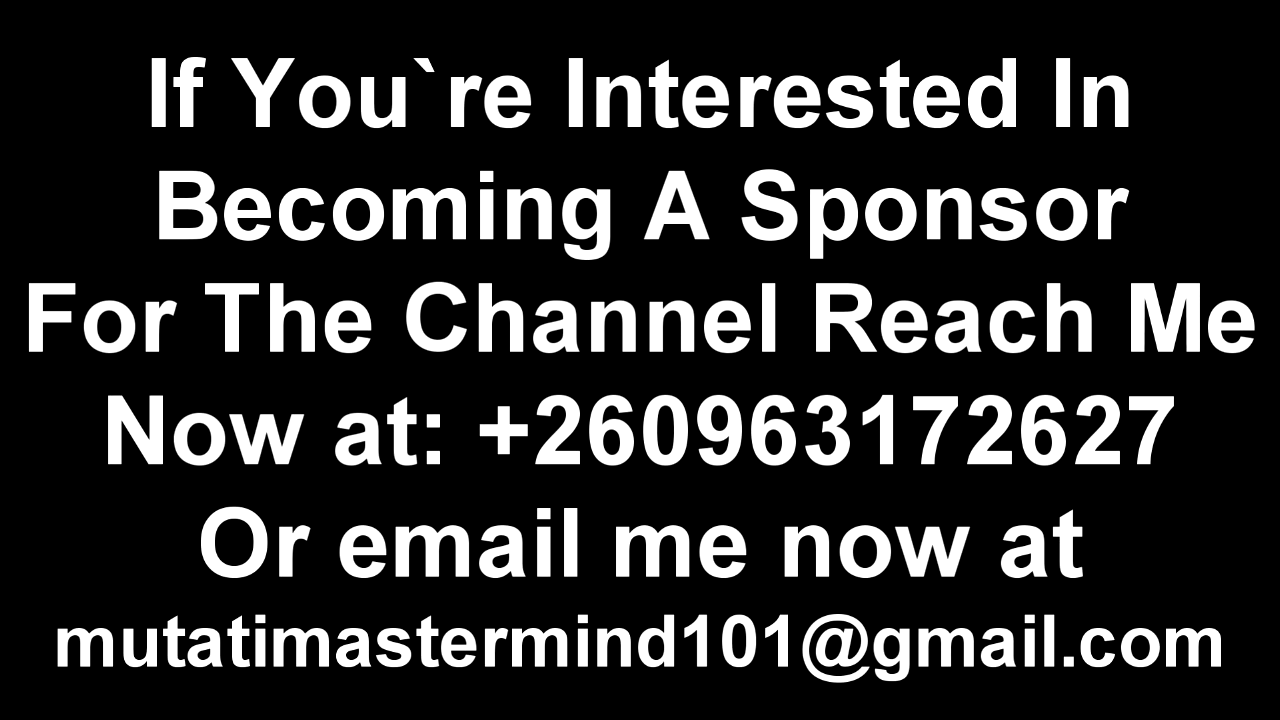 If You`re Interested In
Becoming A Sponsor
For The Channel Reach Me
Now at: +260963172627
Or email me now at
mutatimastermind101@gmail.com